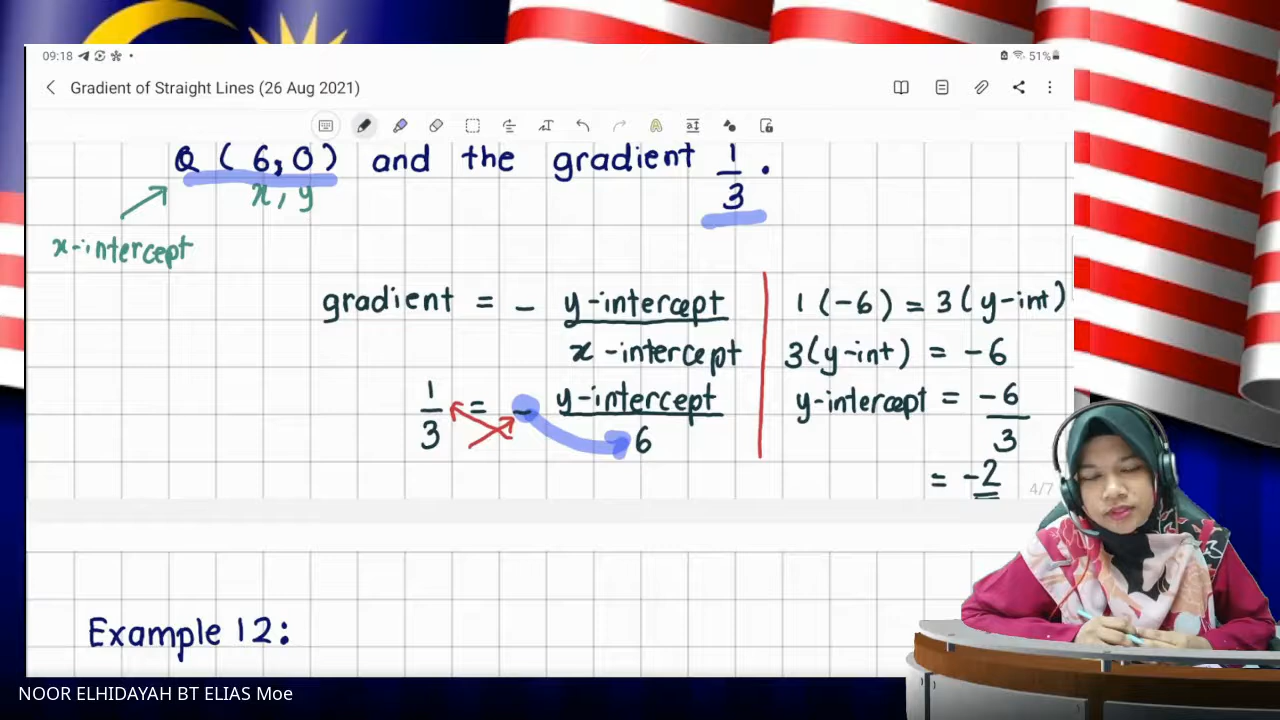 09:18
51%
Gradient of Straight Lines (26 Aug 2021)
Q ( 6, 0 ) and the gradient 1/3 .
x, y
x-intercept
gradient = - y-intercept / x-intercept
1/3 = - y-intercept / 6
1 (-6) = 3 (y-int)
3(y-int) = -6
y-intercept = -6/3
= -2
4/7
Example 12:
NOOR ELHIDAYAH BT ELIAS Moe